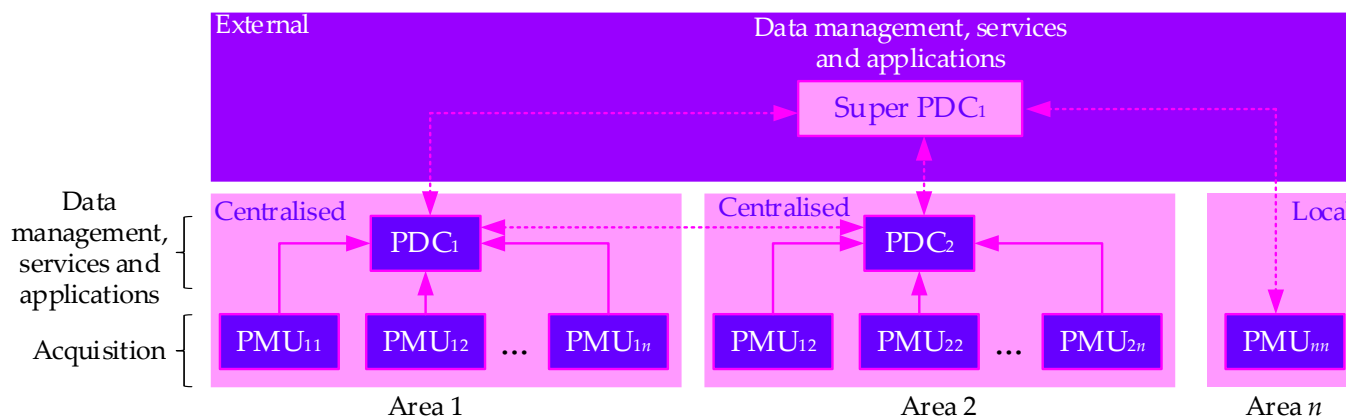 External
Data management, services
and applications
Super PDC₁
Data
management,
services and
applications
Centralised
PDC₁
Centralised
PDC₂
Local
Acquisition
PMU₁₁
PMU₁₂
...
PMU₁ₙ
PMU₁₂
PMU₂₂
...
PMU₂ₙ
PMUₙₙ
Area 1
Area 2
Area n